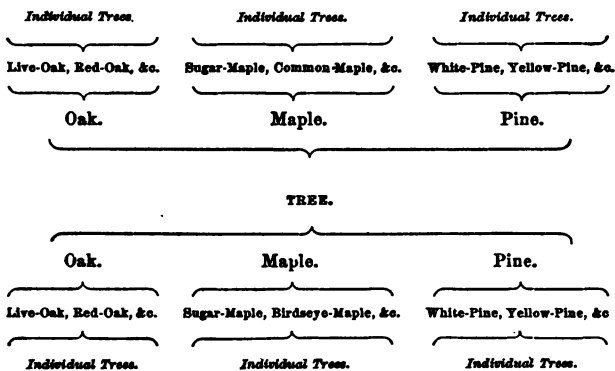 Individual Trees. Individual Trees. Individual Trees.
Live-Oak, Red-Oak, &c. Sugar-Maple, Common-Maple, &c. White-Pine, Yellow-Pine, &c.
Oak. Maple. Pine.
TREE.
Oak. Maple. Pine.
Live-Oak, Red-Oak, &c. Sugar-Maple, Birdseye-Maple, &c. White-Pine, Yellow-Pine, &c
Individual Trees. Individual Trees. Individual Trees.